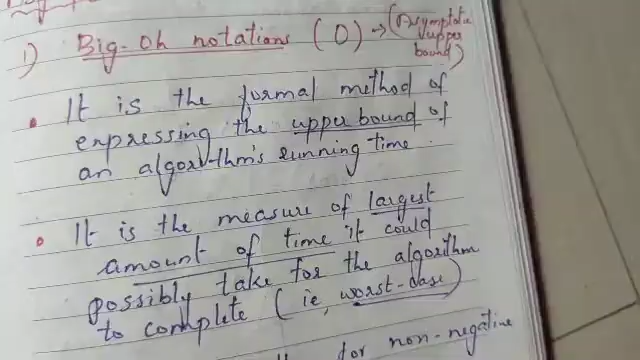 1) Big-Oh notations (O) → (Asymptotic upper bound)
• It is the formal method of
expressing the upper bound of
an algorithm's running time.
• It is the measure of largest
amount of time it could
possibly take for the algorithm
to complete (ie, worst-case)
for non-negative